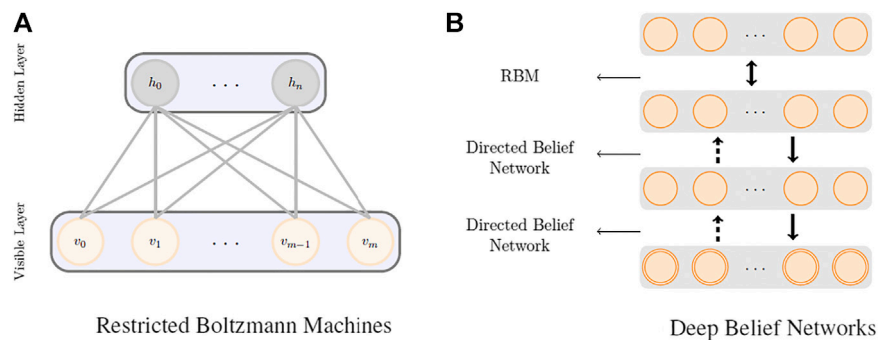 A
Hidden Layer
h0 . . . hn
Visible Layer
v0 v1 . . . vm−1 vm
Restricted Boltzmann Machines
B
. . .
RBM
. . .
Directed Belief
Network
. . .
Directed Belief
Network
. . .
Deep Belief Networks